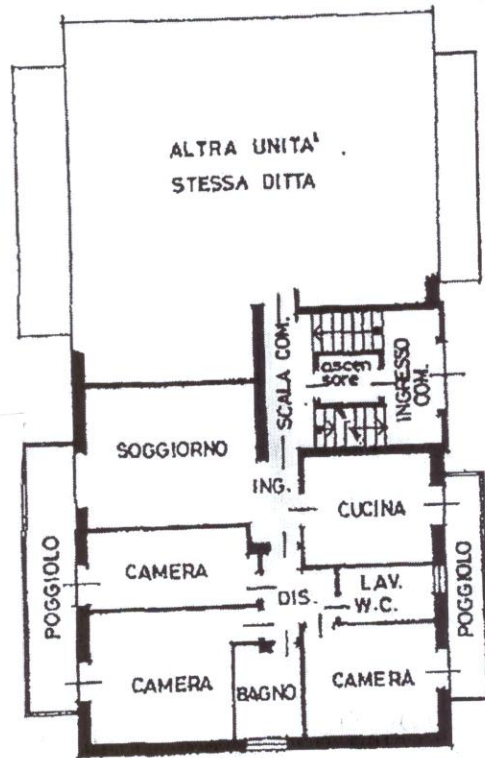 ALTRA UNITA'
STESSA DITTA
SCALA COM.
ascen
sore
INGRESSO
COM.
SOGGIORNO
ING.
CUCINA
POGGIOLO
CAMERA
DIS.
LAV.
W.C.
POGGIOLO
CAMERA
BAGNO
CAMERA